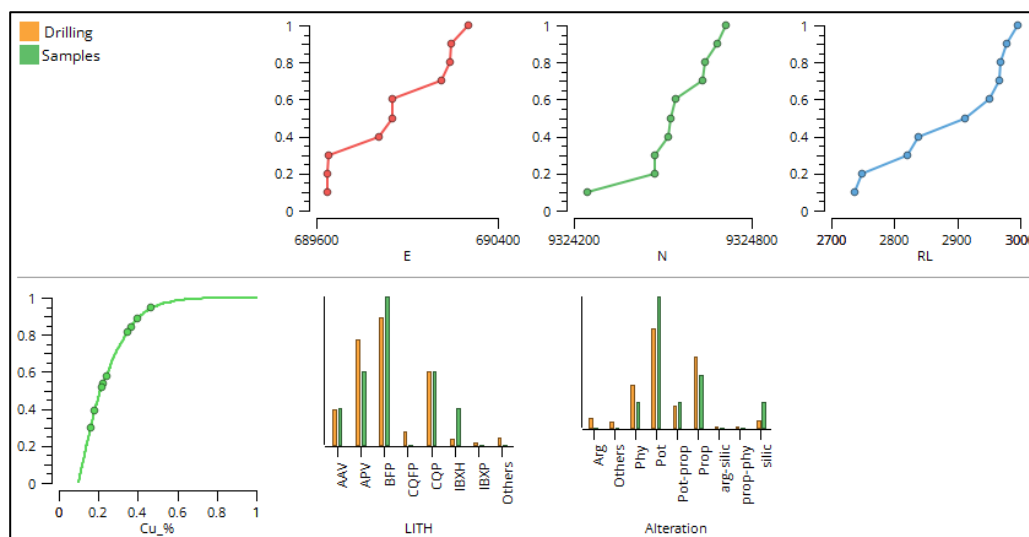 Drilling
Samples
1
0.8
0.6
0.4
0.2
0
689600
690400
E
1
0.8
0.6
0.4
0.2
0
9324200
9324800
N
1
0.8
0.6
0.4
0.2
0
2700
2800
2900
3000
RL
1
0.8
0.6
0.4
0.2
0
0
0.2
0.4
0.6
0.8
1
Cu_%
AAV
APV
BFP
CQFP
CQP
IBXH
IBXP
Others
LITH
Arg
Others
Phy
Pot
Pot-prop
Prop
arg-silic
prop-phy
silic
Alteration